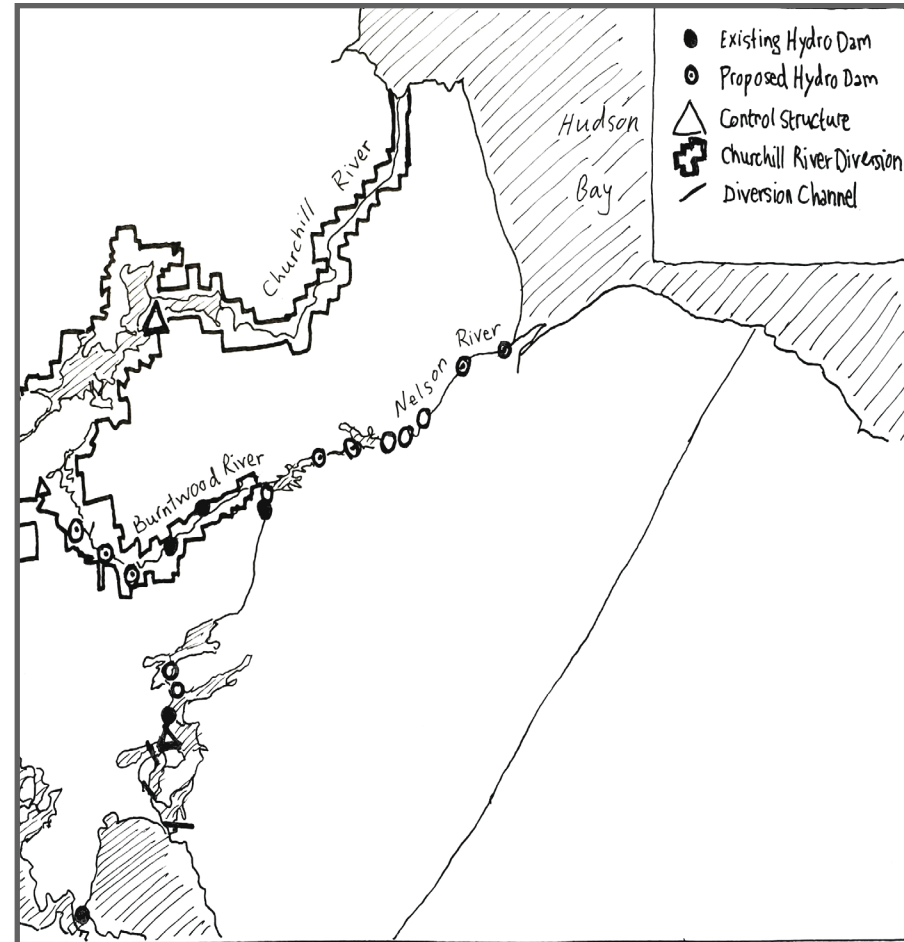 Existing Hydro Dam
Proposed Hydro Dam
Control Structure
Churchill River Diversion
Diversion Channel
Hudson
Bay
Churchill River
Nelson River
Burntwood River